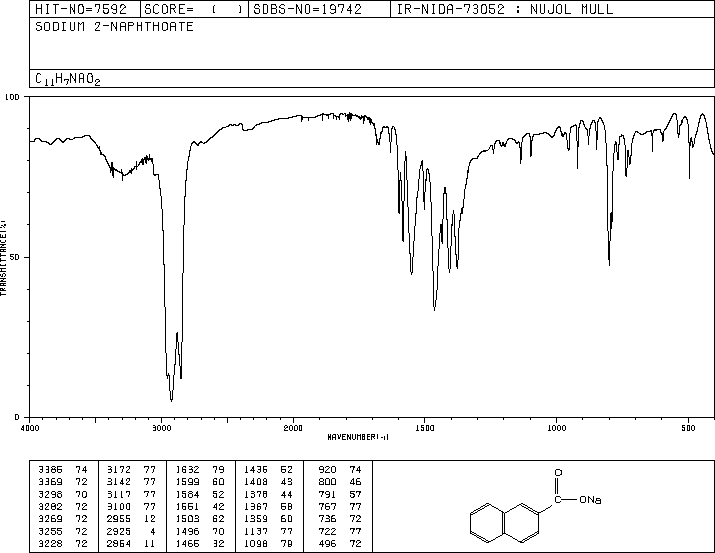 HIT-NO=7592 SCORE= ( ) SDBS-NO=19742 IR-NIDA-73052 : NUJOL MULL
SODIUM 2-NAPHTHOATE
C11H7NAO2
100
50
0
TRANSMITTANCE(%)
4000 3000 2000 1500 1000 500
WAVENUMBER(-1)
3385 74 3172 77 1632 79 1435 52 920 74
3369 72 3142 77 1599 60 1408 43 800 46
3298 70 3117 77 1584 52 1378 44 791 57
3282 72 3100 77 1551 42 1367 58 767 77
3269 72 2955 12 1503 62 1359 60 736 72
3255 72 2925 4 1496 70 1137 77 722 77
3228 72 2854 11 1465 32 1098 79 496 72
O
C
ONa